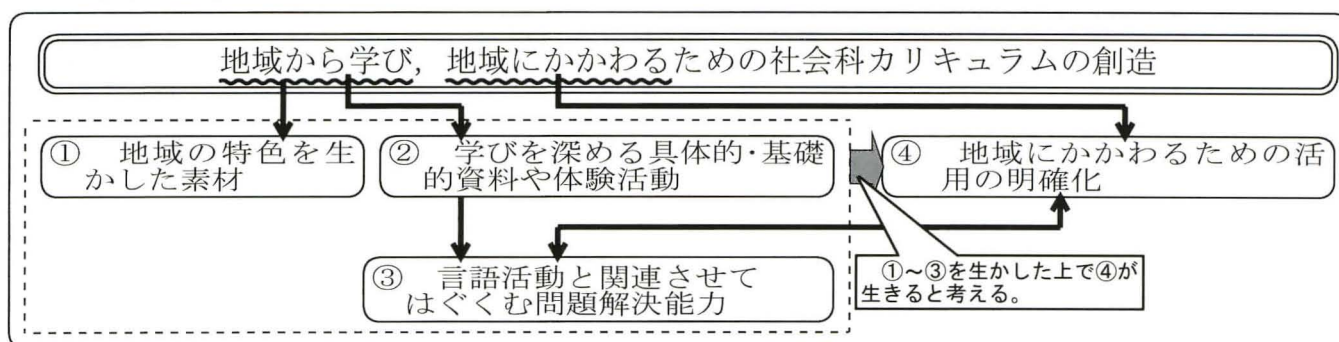 地域から学び，地域にかかわるための社会科カリキュラムの創造
①　地域の特色を生
かした素材
②　学びを深める具体的･基礎
的資料や体験活動
④　地域にかかわるための活
用の明確化
③　言語活動と関連させて
はぐくむ問題解決能力
①～③を生かした上で④が
生きると考える。